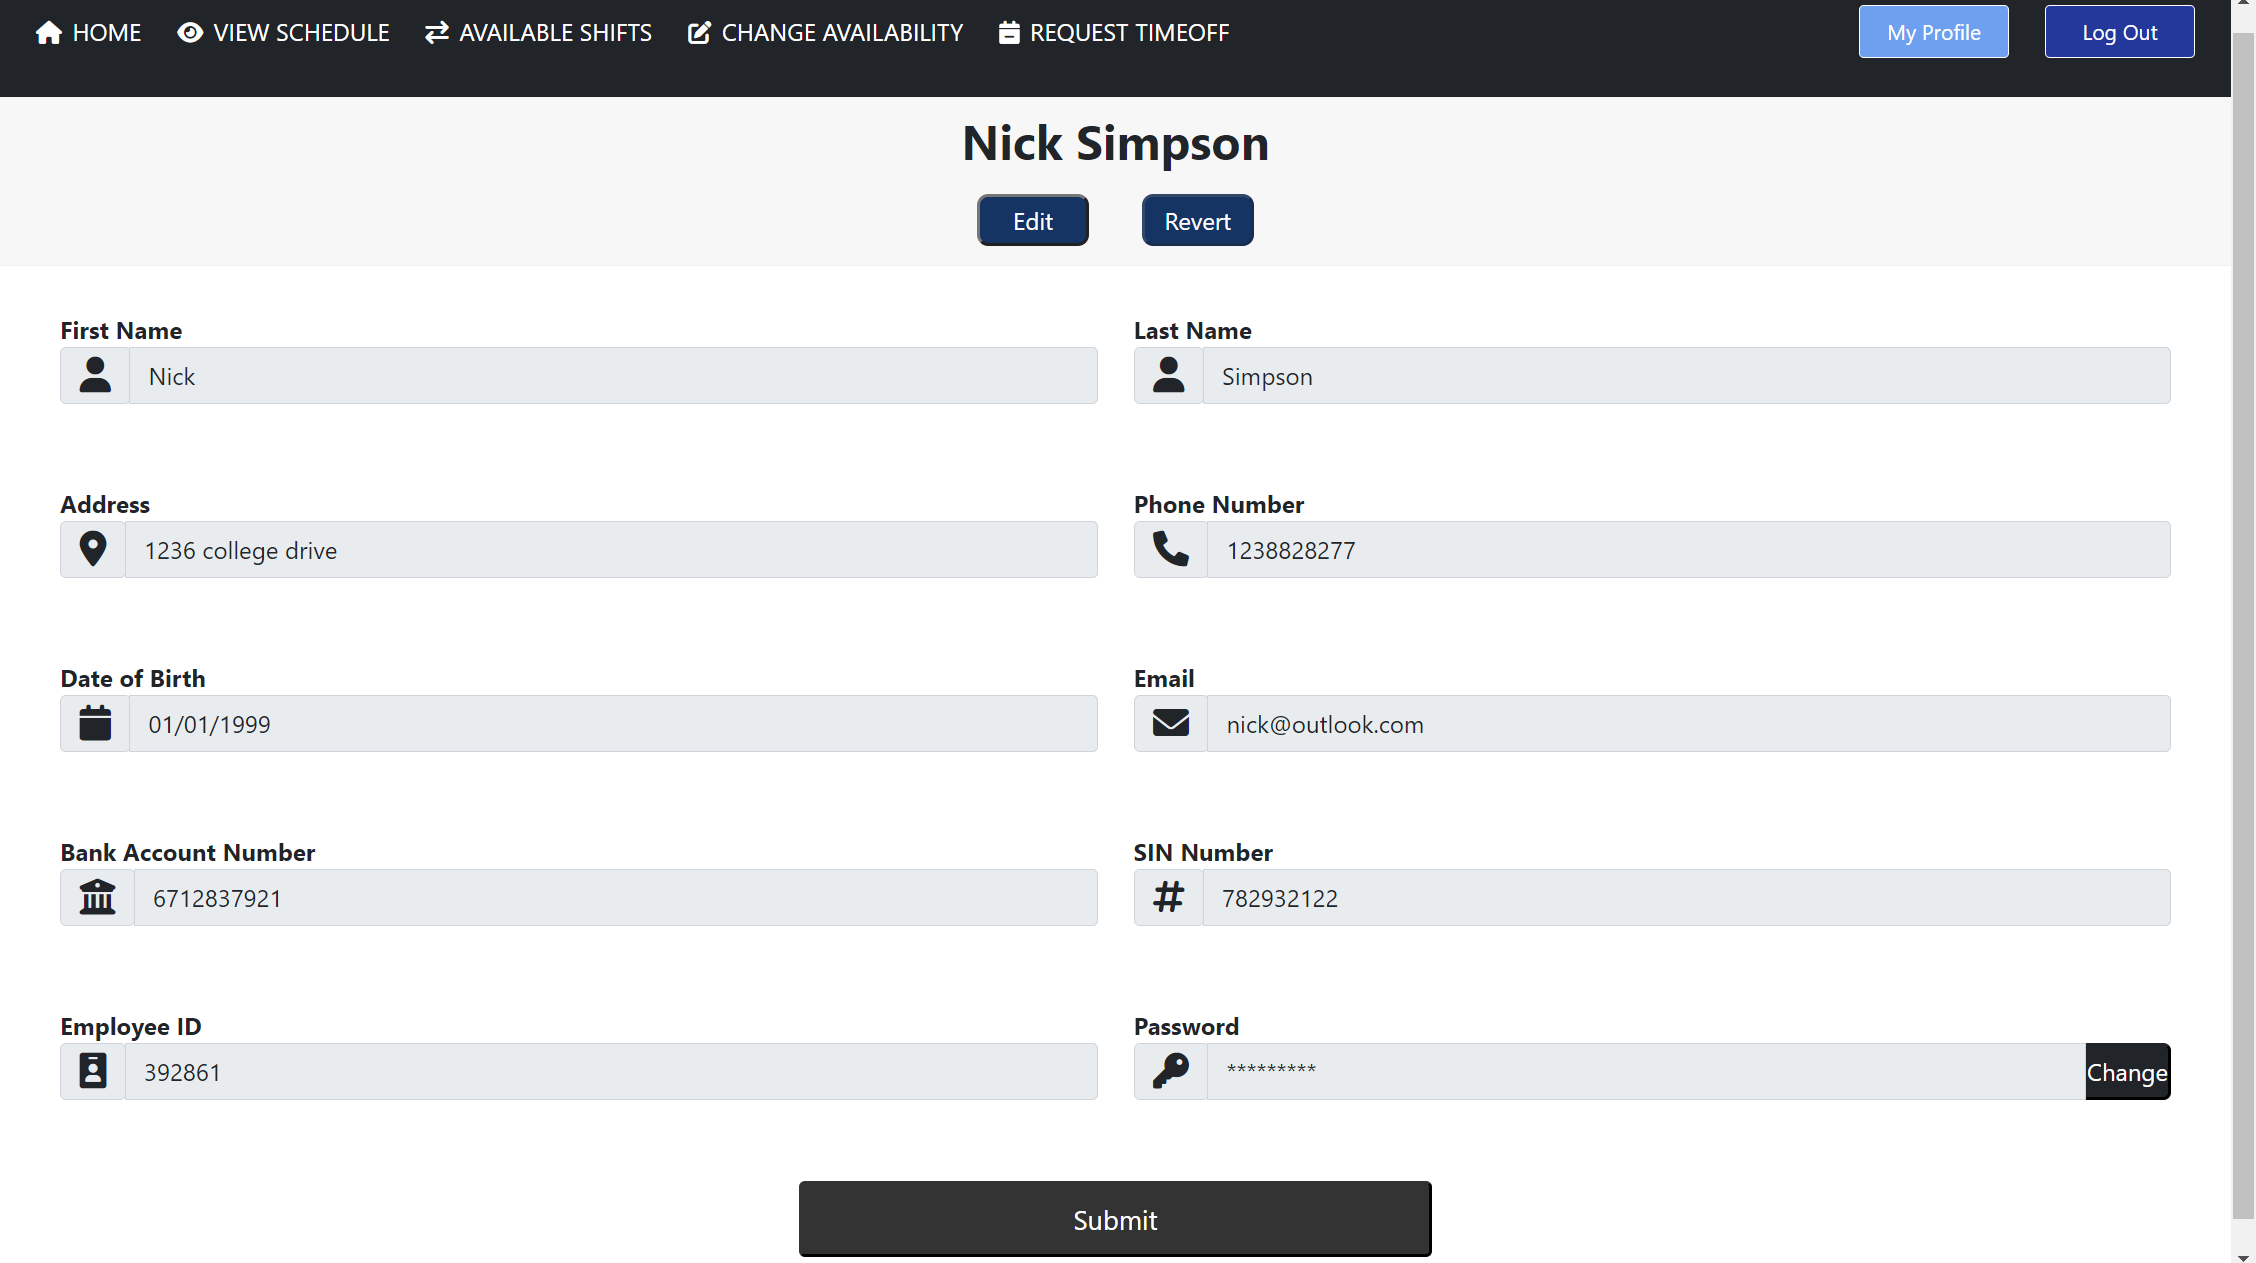 HOME VIEW SCHEDULE AVAILABLE SHIFTS CHANGE AVAILABILITY REQUEST TIMEOFF My Profile Log Out
Nick Simpson
Edit Revert
First Name Last Name
Nick Simpson
Address Phone Number
1236 college drive 1238828277
Date of Birth Email
01/01/1999 nick@outlook.com
Bank Account Number SIN Number
6712837921 782932122
Employee ID Password
392861 ********* Change
Submit